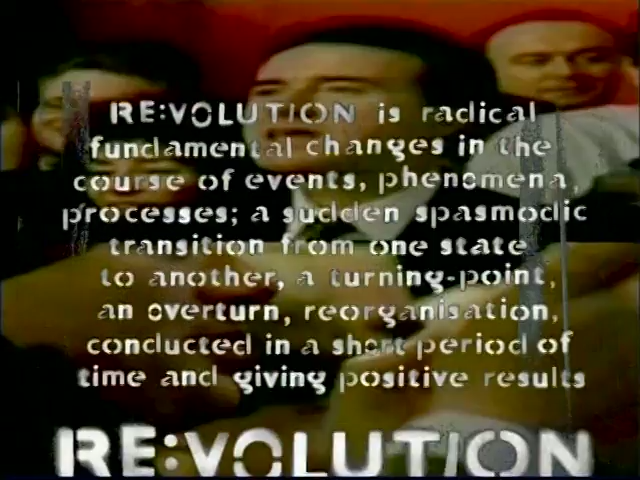 RE:VOLUTION is radical
fundamental changes in the
course of events, phenomena,
processes; a sudden spasmodic
transition from one state
to another, a turning-point,
an overturn, reorganisation,
conducted in a short period of
time and giving positive results
RE:VOLUTION